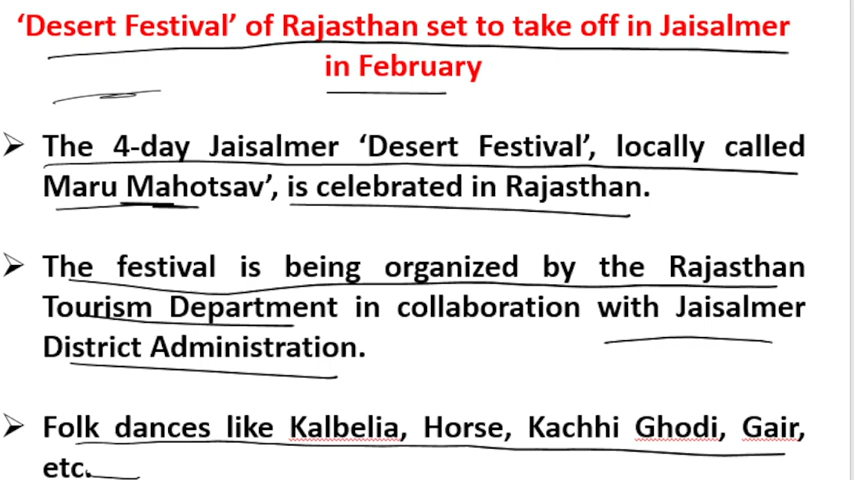 ‘Desert Festival’ of Rajasthan set to take off in Jaisalmer
in February
➢ The 4-day Jaisalmer ‘Desert Festival’, locally called
Maru Mahotsav’, is celebrated in Rajasthan.
➢ The festival is being organized by the Rajasthan
Tourism Department in collaboration with Jaisalmer
District Administration.
➢ Folk dances like Kalbelia, Horse, Kachhi Ghodi, Gair,
etc.